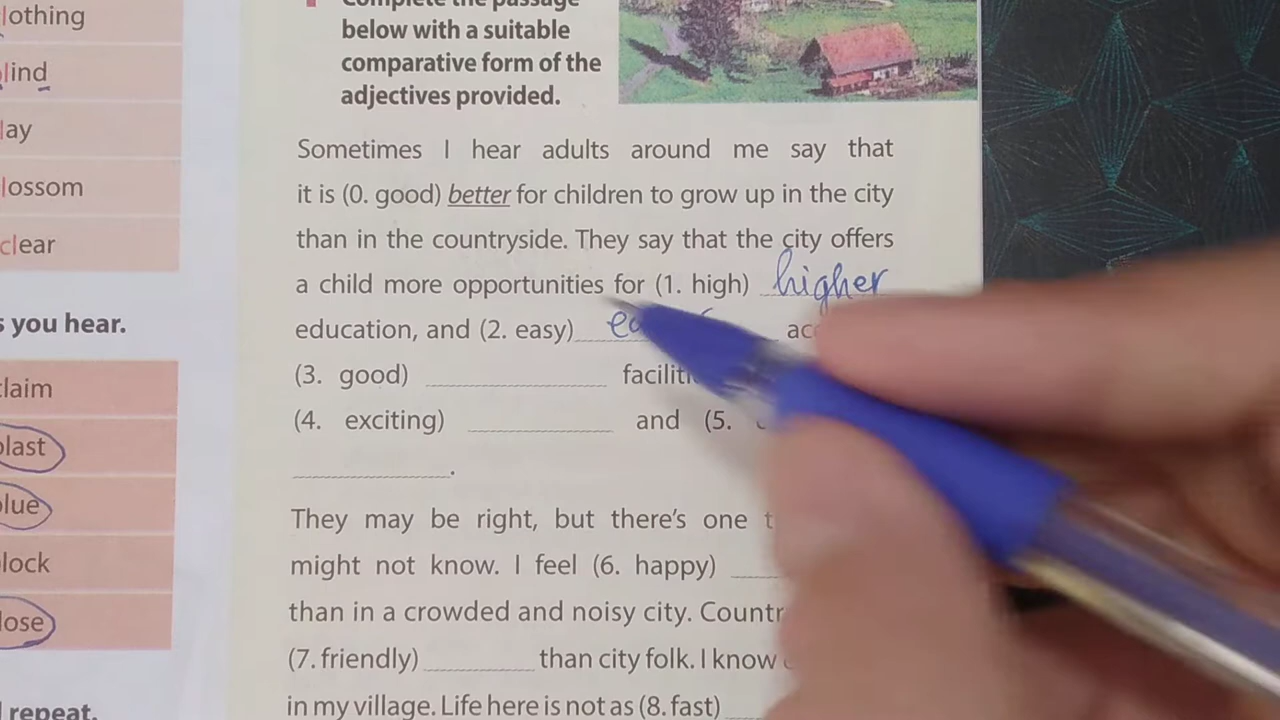 lothing
lind
lay
lossom
clear
s you hear.
claim
blast
blue
lock
lose
l repeat.
Complete the passage
below with a suitable
comparative form of the
adjectives provided.
Sometimes I hear adults around me say that
it is (0. good) better for children to grow up in the city
than in the countryside. They say that the city offers
a child more opportunities for (1. high) higher
education, and (2. easy)
(3. good)
(4. exciting) and (5.
They may be right, but there's one
might not know. I feel (6. happy)
than in a crowded and noisy city.
(7. friendly) than city folk. I know
in my village. Life here is not as (8. fast)